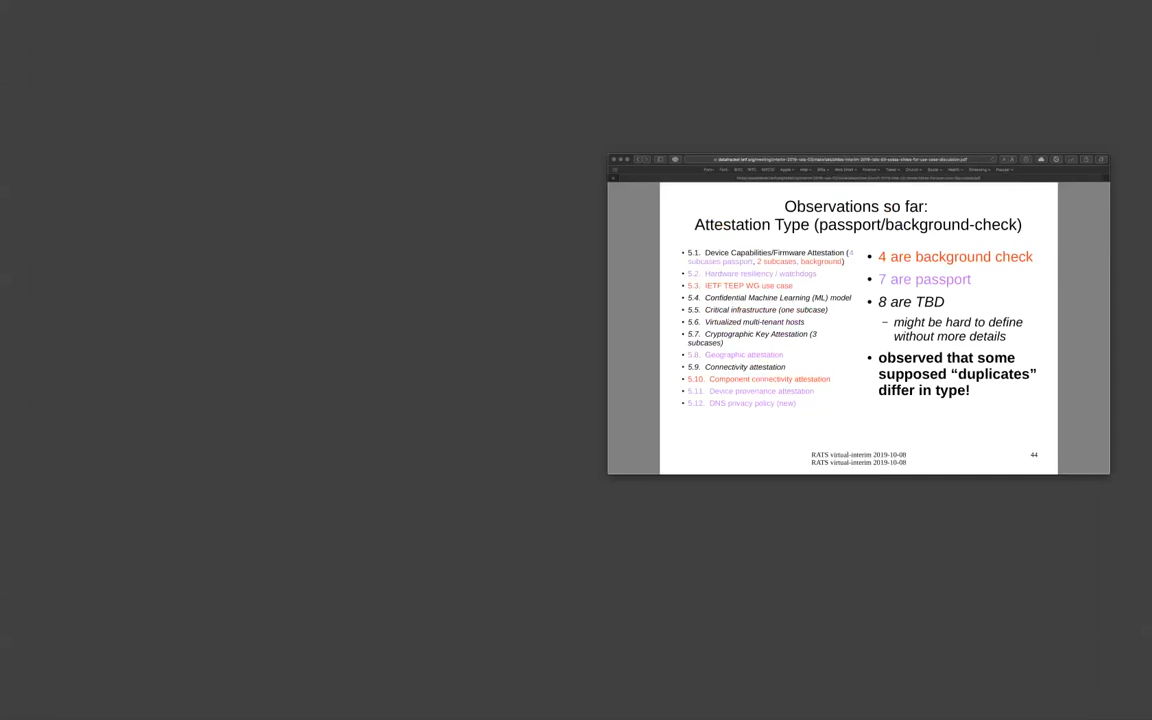 Observations so far:
Attestation Type (passport/background-check)
• 5.1. Device Capabilities/Firmware Attestation (4
subcases passport, 2 subcases, background)
• 5.2. Hardware resiliency / watchdogs
• 5.3. IETF TEEP WG use case
• 5.4. Confidential Machine Learning (ML) model
• 5.5. Critical infrastructure (one subcase)
• 5.6. Virtualized multi-tenant hosts
• 5.7. Cryptographic Key Attestation (3
subcases)
• 5.8. Geographic attestation
• 5.9. Connectivity attestation
• 5.10. Component connectivity attestation
• 5.11. Device provenance attestation
• 5.12. DNS privacy policy (new)
• 4 are background check
• 7 are passport
• 8 are TBD
– might be hard to define
without more details
• observed that some
supposed “duplicates”
differ in type!
RATS virtual-interim 2019-10-08
RATS virtual-interim 2019-10-08
44